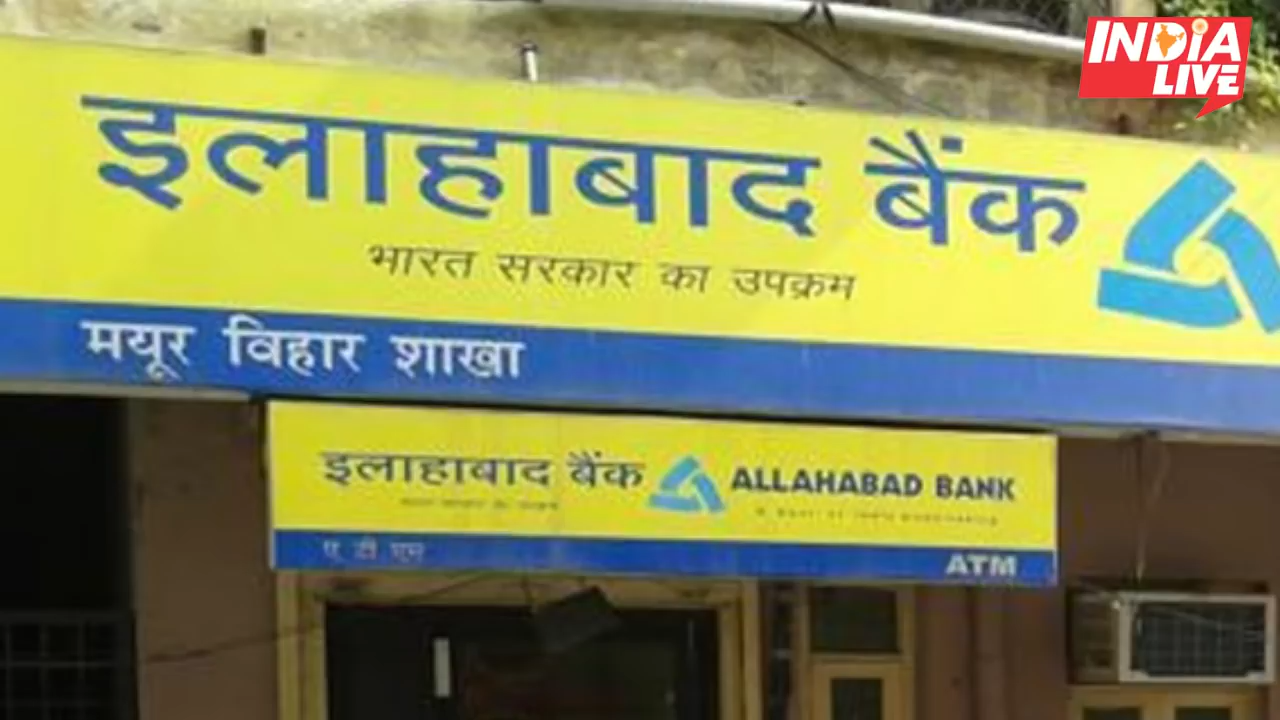 INDIA
LIVE
इलाहाबाद बैंक
भारत सरकार का उपक्रम
मयूर विहार शाखा
इलाहाबाद बैंक ALLAHABAD BANK
ए टी एम ATM